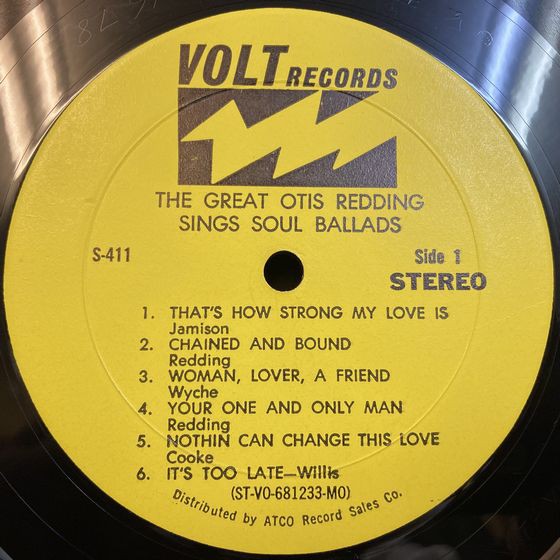 VOLT RECORDS
THE GREAT OTIS REDDING
SINGS SOUL BALLADS
S-411
Side 1
STEREO
1. THAT'S HOW STRONG MY LOVE IS
Jamison
2. CHAINED AND BOUND
Redding
3. WOMAN, LOVER, A FRIEND
Wyche
4. YOUR ONE AND ONLY MAN
Redding
5. NOTHIN CAN CHANGE THIS LOVE
Cooke
6. IT'S TOO LATE—Willis
(ST-VO-681233-MO)
Distributed by ATCO Record Sales Co.